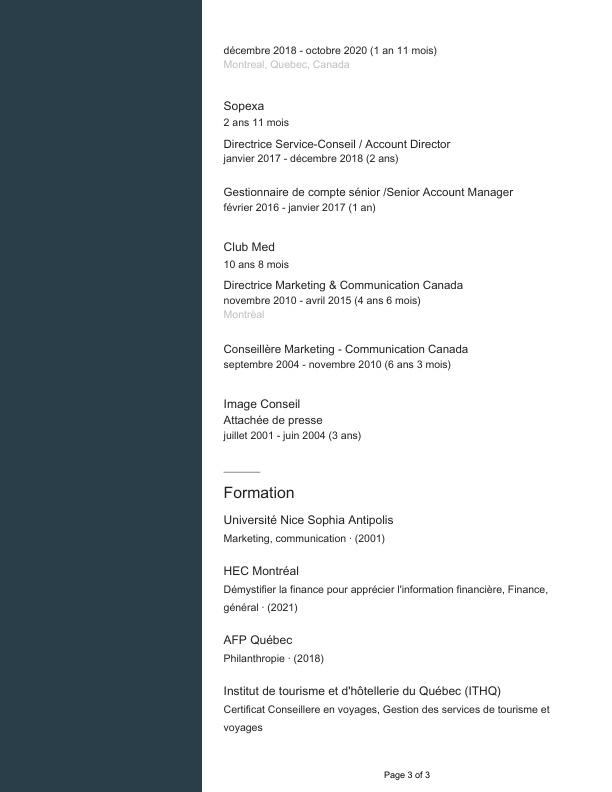 décembre 2018 - octobre 2020 (1 an 11 mois)
Montreal, Quebec, Canada
Sopexa
2 ans 11 mois
Directrice Service-Conseil / Account Director
janvier 2017 - décembre 2018 (2 ans)
Gestionnaire de compte sénior /Senior Account Manager
février 2016 - janvier 2017 (1 an)
Club Med
10 ans 8 mois
Directrice Marketing & Communication Canada
novembre 2010 - avril 2015 (4 ans 6 mois)
Montréal
Conseillère Marketing - Communication Canada
septembre 2004 - novembre 2010 (6 ans 3 mois)
Image Conseil
Attachée de presse
juillet 2001 - juin 2004 (3 ans)
Formation
Université Nice Sophia Antipolis
Marketing, communication · (2001)
HEC Montréal
Démystifier la finance pour apprécier l'information financière, Finance,
général · (2021)
AFP Québec
Philanthropie · (2018)
Institut de tourisme et d'hôtellerie du Québec (ITHQ)
Certificat Conseillere en voyages, Gestion des services de tourisme et
voyages
Page 3 of 3